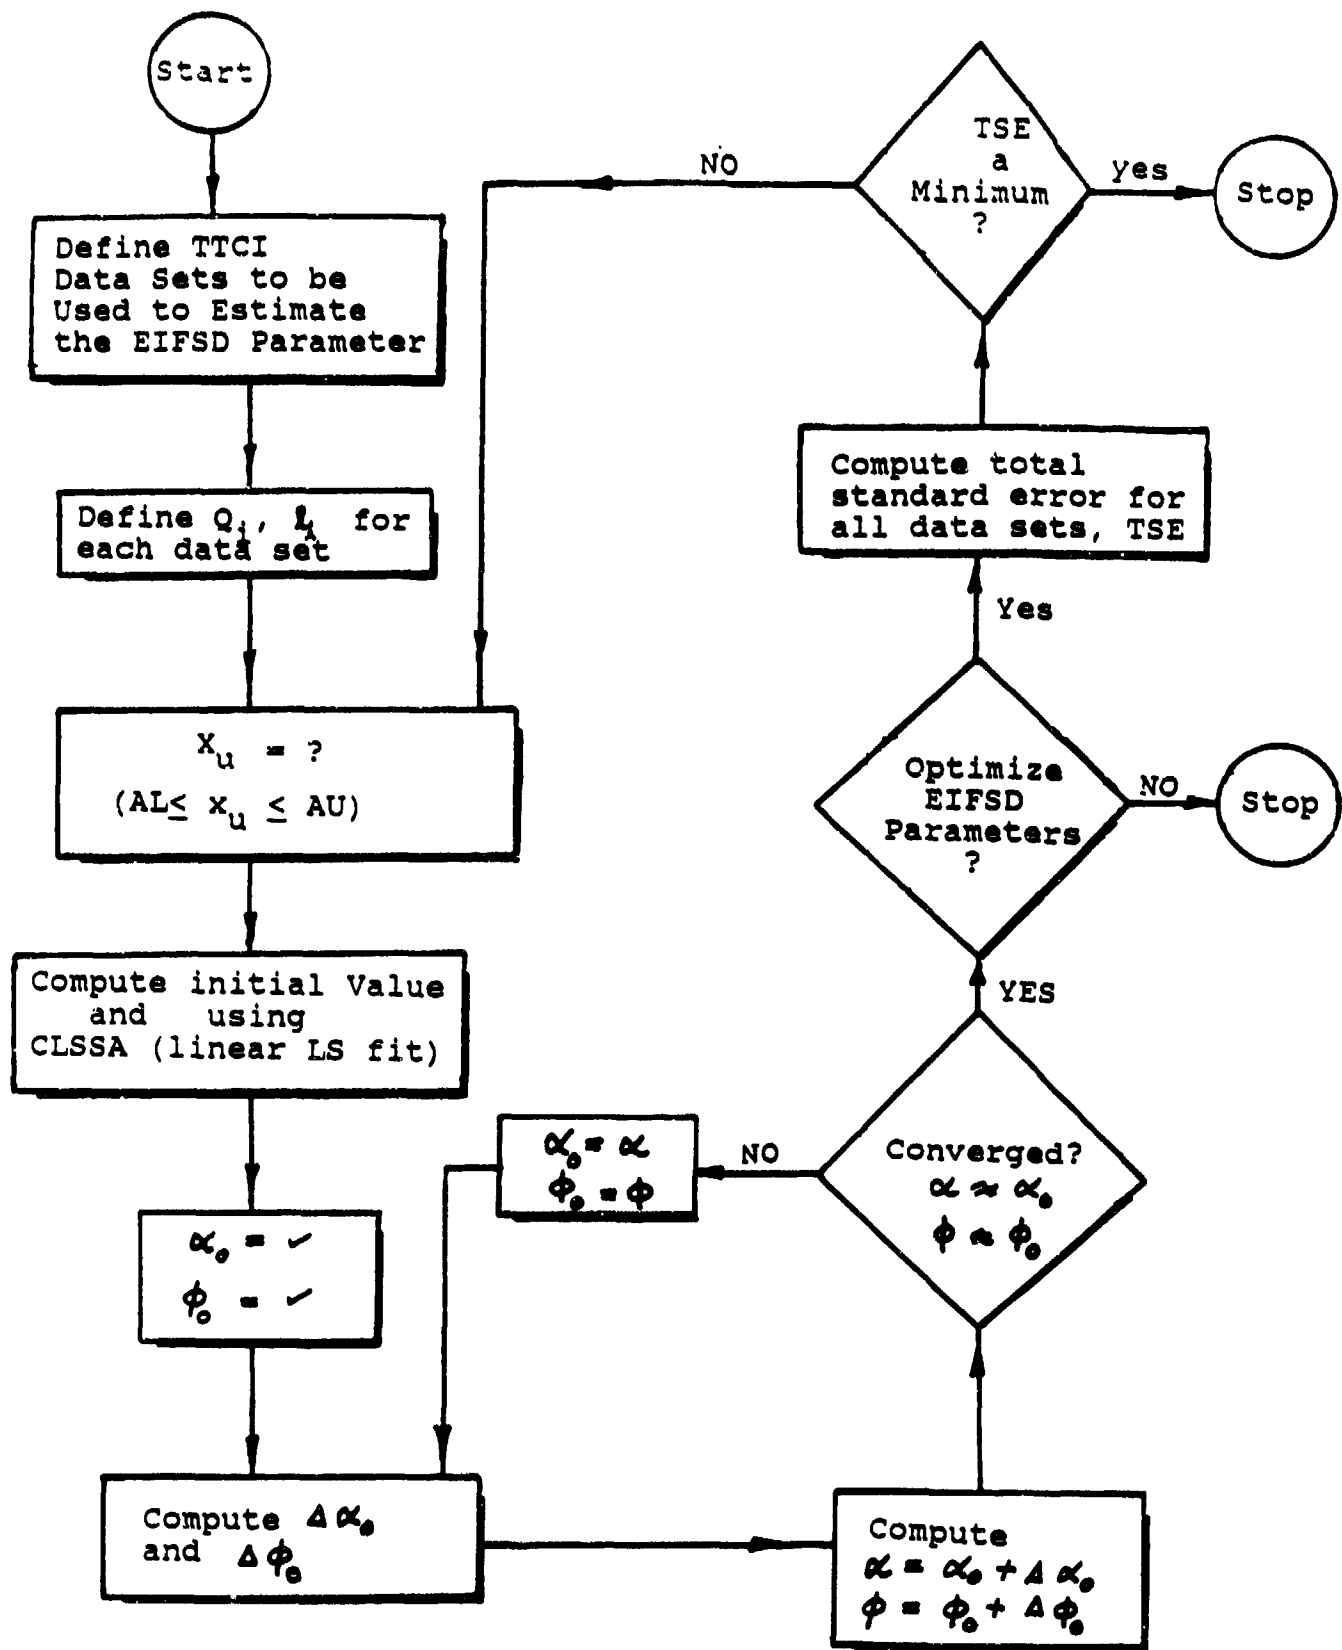 Start
Define TTCI
Data Sets to be
Used to Estimate
the EIFSD Parameter
Define Qᵢ, ℓᵢ for
each data set
Xᵤ = ?
(AL≤ xᵤ ≤ AU)
Compute initial Value
and using
CLSSA (linear LS fit)
α₀ = ✓
ϕ₀ = ✓
Compute Δα₀
and Δϕ₀
Compute
α = α₀ + Δα₀
ϕ = ϕ₀ + Δϕ₀
Converged?
α ≈ α₀
ϕ ≈ ϕ₀
NO
α₀ = α
ϕ₀ = ϕ
YES
Optimize
EIFSD
Parameters
?
NO
Stop
Yes
Compute total
standard error for
all data sets, TSE
TSE
a
Minimum
?
yes
Stop
NO